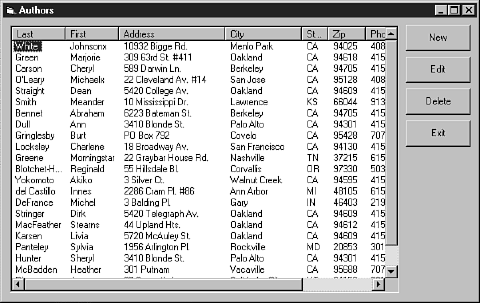 Authors
Last First Address City St... Zip Pho
White Johnsonx 10932 Bigge Rd. Menlo Park CA 94025 408
Green Marjorie 309 63rd St. #411 Oakland CA 94618 415
Carson Cheryl 589 Darwin Ln. Berkeley CA 94705 415
O'Leary Michaelx 22 Cleveland Av. #14 San Jose CA 95128 408
Straight Dean 5420 College Av. Oakland CA 94609 415
Smith Meander 10 Mississippi Dr. Lawrence KS 66044 913
Bennet Abraham 6223 Bateman St. Berkeley CA 94705 415
Dull Ann 3410 Blonde St. Palo Alto CA 94301 415
Gringlesby Burt PO Box 792 Covelo CA 95428 707
Locksley Charlene 18 Broadway Av. San Francisco CA 94130 415
Greene Morningstar 22 Graybar House Rd. Nashville TN 37215 615
Blotchet-H... Reginald 55 Hillsdale Bl. Corvallis OR 97330 503
Yokomoto Akiko 3 Silver Ct. Walnut Creek CA 94595 415
del Castillo Innes 2286 Cram Pl. #86 Ann Arbor MI 48105 615
DeFrance Michel 3 Balding Pl. Gary IN 46403 219
Stringer Dirk 5420 Telegraph Av. Oakland CA 94609 415
MacFeather Stearns 44 Upland Hts. Oakland CA 94612 415
Karsen Livia 5720 McAuley St. Oakland CA 94609 415
Panteley Sylvia 1956 Arlington Pl. Rockville MD 20853 301
Hunter Sheryl 3410 Blonde St. Palo Alto CA 94301 415
McBadden Heather 301 Putnam Vacaville CA 95688 707
New
Edit
Delete
Exit